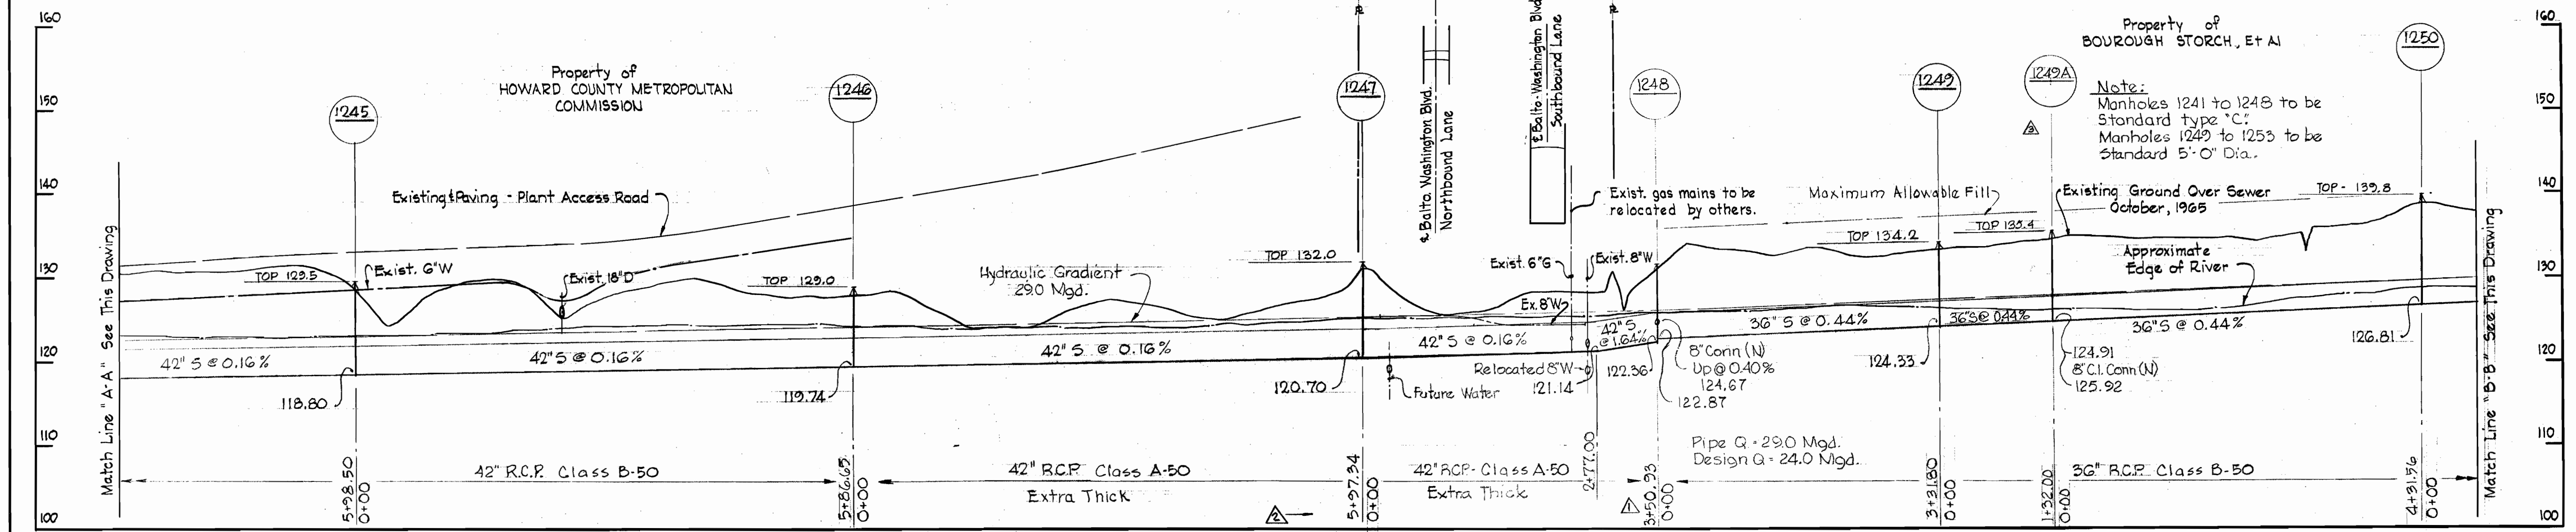 160
150
140
130
120
110
100
Match Line "A-A" See This Drawing
Property of
HOWARD COUNTY METROPOLITAN
COMMISSION
1245
1246
1247
1248
1249
1249A
1250
Existing ℄ Paving - Plant Access Road
TOP 129.5
Exist. 6"W
Exist. 18"D
TOP 129.0
Hydraulic Gradient
29.0 Mgd.
TOP 132.0
℄ Balto. Washington Blvd.
Northbound Lane
℄ Balto-Washington Blvd.
Southbound Lane
Exist. gas mains to be
relocated by others.
Exist. 6"G
Exist. 8"W
Ex. 8"W
Maximum Allowable Fill
TOP 134.2
TOP 135.4
Existing Ground Over Sewer
October, 1965
TOP - 139.8
Approximate
Edge of River
Property of
BOUROUGH STORCH, Et Al
Note:
Manholes 1241 to 1248 to be
Standard type "C".
Manholes 1249 to 1253 to be
Standard 5'-0" Dia.
3
42" S @ 0.16%
42" S @ 0.16%
42" S @ 0.16%
42" S @ 0.16%
42" S
@ 1.64%
36" S @ 0.44%
36"S @ 0.44%
36" S @ 0.44%
118.80
119.74
120.70
Future Water
Relocated 8"W
121.14
122.36
8" Conn (N)
Up @ 0.40%
124.67
122.87
124.33
124.91
8" C.I. Conn (N)
125.92
126.81
Pipe Q = 29.0 Mgd.
Design Q = 24.0 Mgd.
42" R.C.P. Class B-50
42" R.C.P. Class A-50
Extra Thick
42" RCP - Class A-50
Extra Thick
36" R.C.P. Class B-50
5+98.50
0+00
5+86.65
0+00
2
5+97.34
0+00
2+77.00
1
3+50.93
0+00
3+31.80
0+00
1+32.00
0+00
4+31.56
0+00
Match Line "B-B" See This Drawing
160
150
140
130
120
110
100